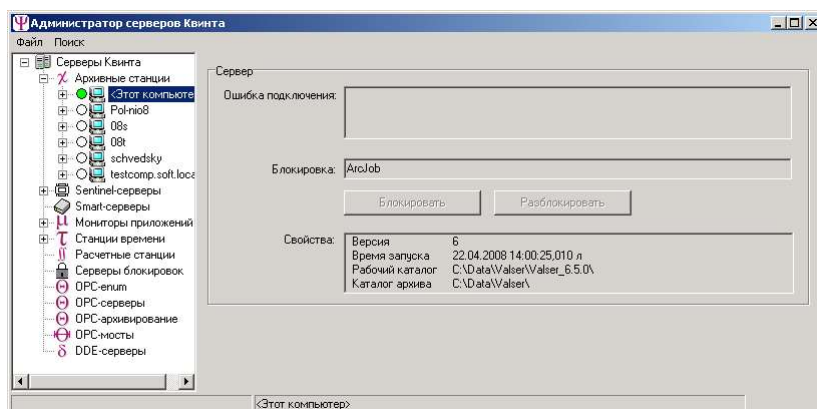 Администратор серверов Квинта
Файл Поиск
Серверы Квинта
Архивные станции
<Этот компьюте
Pol-nio8
08s
08t
schvedsky
testcomp.soft.loca
Sentinel-серверы
Smart-серверы
Мониторы приложений
Станции времени
Расчетные станции
Серверы блокировок
OPC-enum
OPC-серверы
OPC-архивирование
OPC-мосты
DDE-серверы
Сервер
Ошибка подключения:
Блокировка: ArcJob
Блокировать Разблокировать
Свойства:
Версия 6
Время запуска 22.04.2008 14:00:25,010 л
Рабочий каталог C:\Data\Valser\Valser_6.5.0\
Каталог архива C:\Data\Valser\
<Этот компьютер>